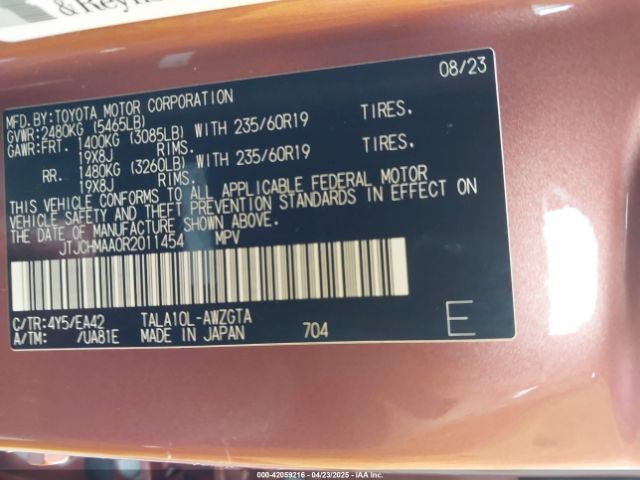 & Reyn
08/23
MFD. BY: TOYOTA MOTOR CORPORATION
GVWR: 2480KG (5465LB)
GAWR: FRT. 1400KG (3085LB) WITH 235/60R19 TIRES.
19X8J RIMS.
RR. 1480KG (3260LB) WITH 235/60R19 TIRES.
19X8J RIMS.
THIS VEHICLE CONFORMS TO ALL APPLICABLE FEDERAL MOTOR
VEHICLE SAFETY AND THEFT PREVENTION STANDARDS IN EFFECT ON
THE DATE OF MANUFACTURE SHOWN ABOVE.
JTJCHMAA0R2011454 MPV
C/TR: 4Y5/EA42 TALA10L-AWZGTA
A/TM: /UA81E MADE IN JAPAN 704 E
000-42059216 - 04/23/2025 - IAA Inc.